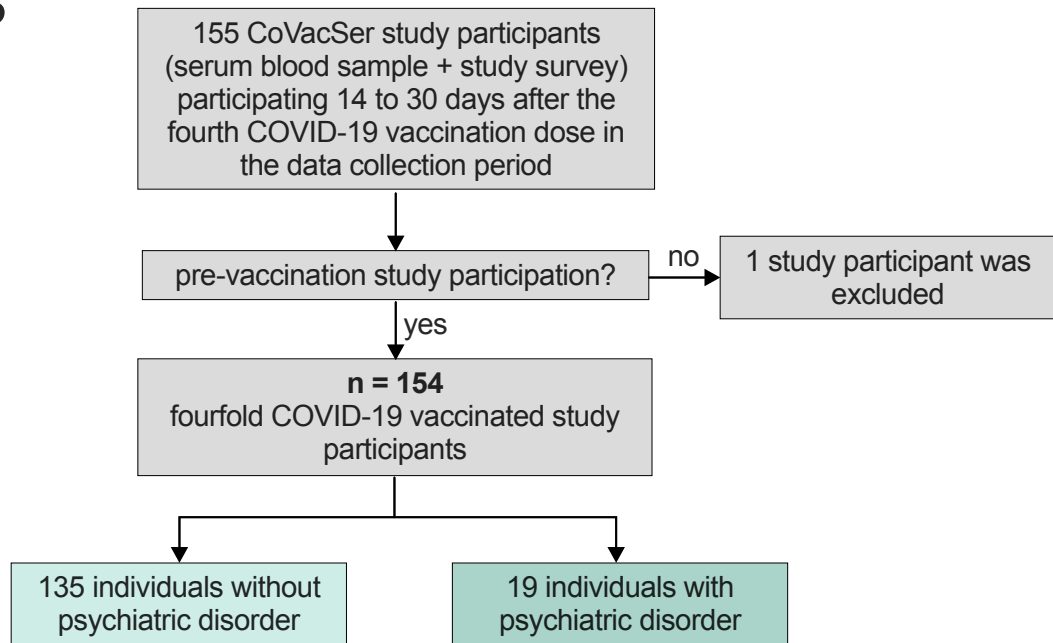 155 CoVacSer study participants
(serum blood sample + study survey)
participating 14 to 30 days after the
fourth COVID-19 vaccination dose in
the data collection period
pre-vaccination study participation?
no
1 study participant was
excluded
yes
n = 154
fourfold COVID-19 vaccinated study
participants
135 individuals without
psychiatric disorder
19 individuals with
psychiatric disorder